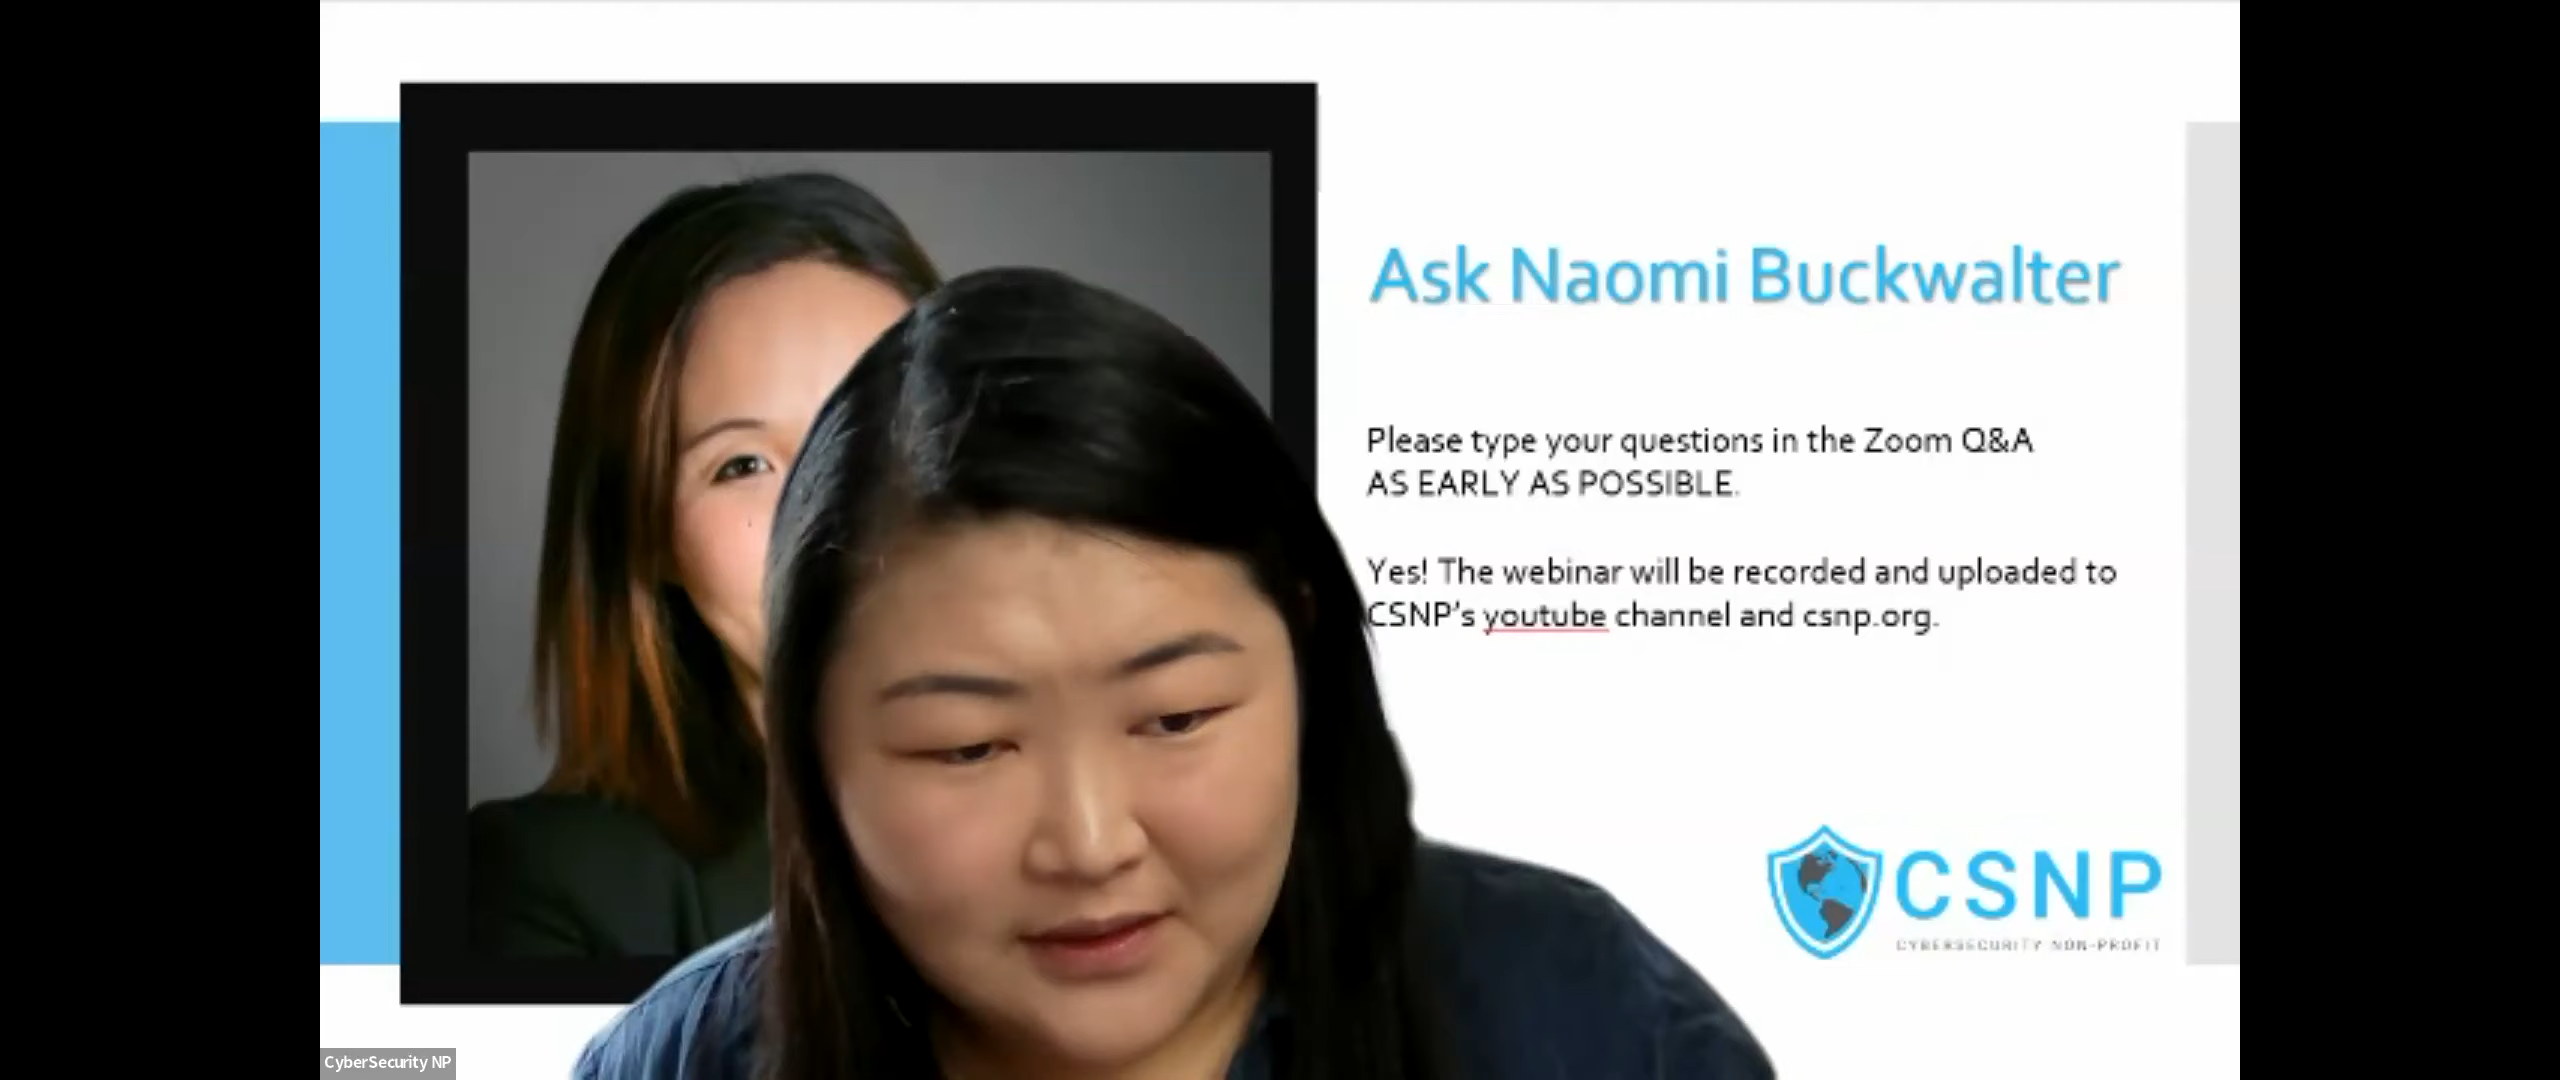 Ask Naomi Buckwalter
Please type your questions in the Zoom Q&A
AS EARLY AS POSSIBLE.
Yes! The webinar will be recorded and uploaded to
CSNP's youtube channel and csnp.org.
CSNP
CYBERSECURITY NON-PROFIT
CyberSecurity NP